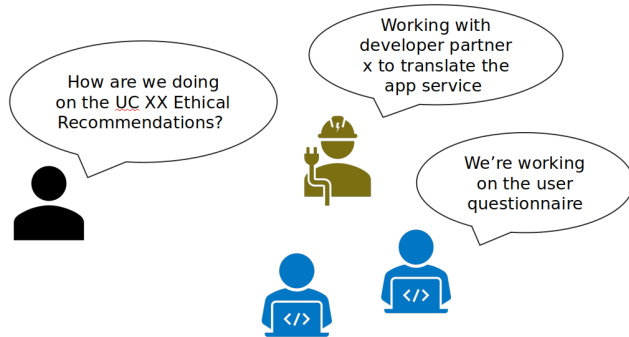 How are we doing
on the UC XX Ethical
Recommendations?
Working with
developer partner
x to translate the
app service
We’re working
on the user
questionnaire
</>
</>